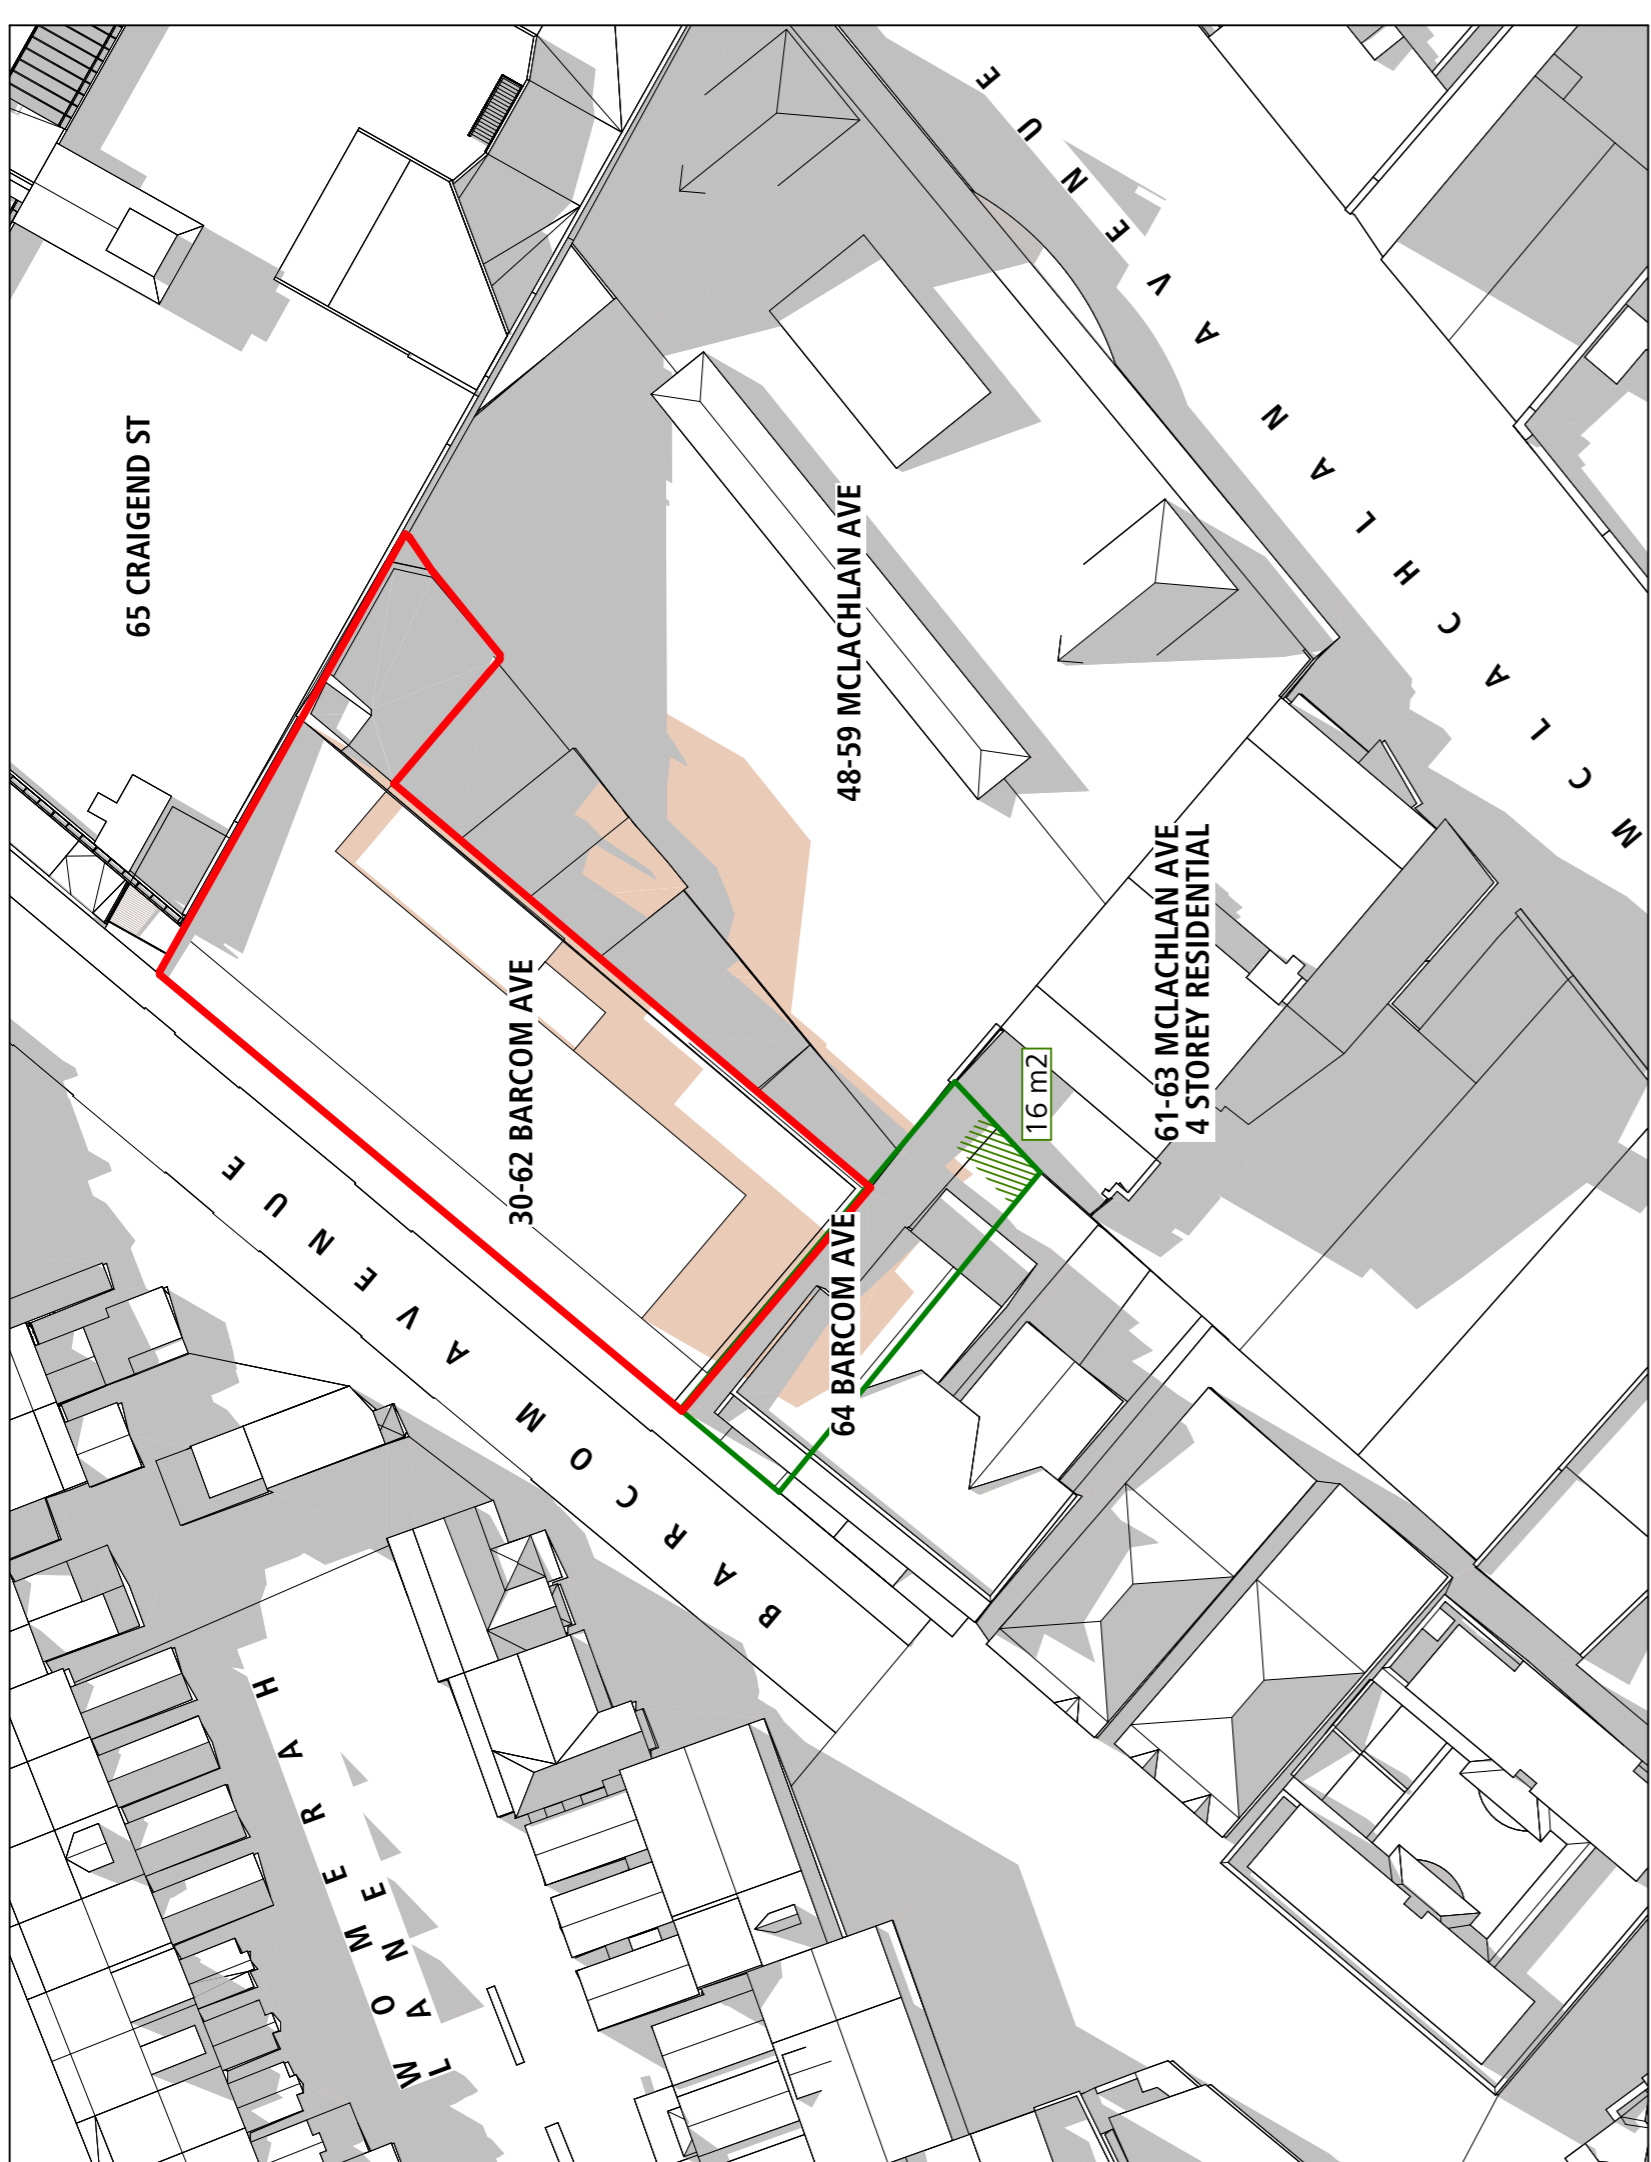 65 CRAIGEND ST
48-59 MCLACHLAN AVE
30-62 BARCOM AVE
64 BARCOM AVE
16 m2
61-63 MCLACHLAN AVE
4 STOREY RESIDENTIAL
MCLACHLAN AVENUE
BARCOM AVENUE
WOMERAH
LANE